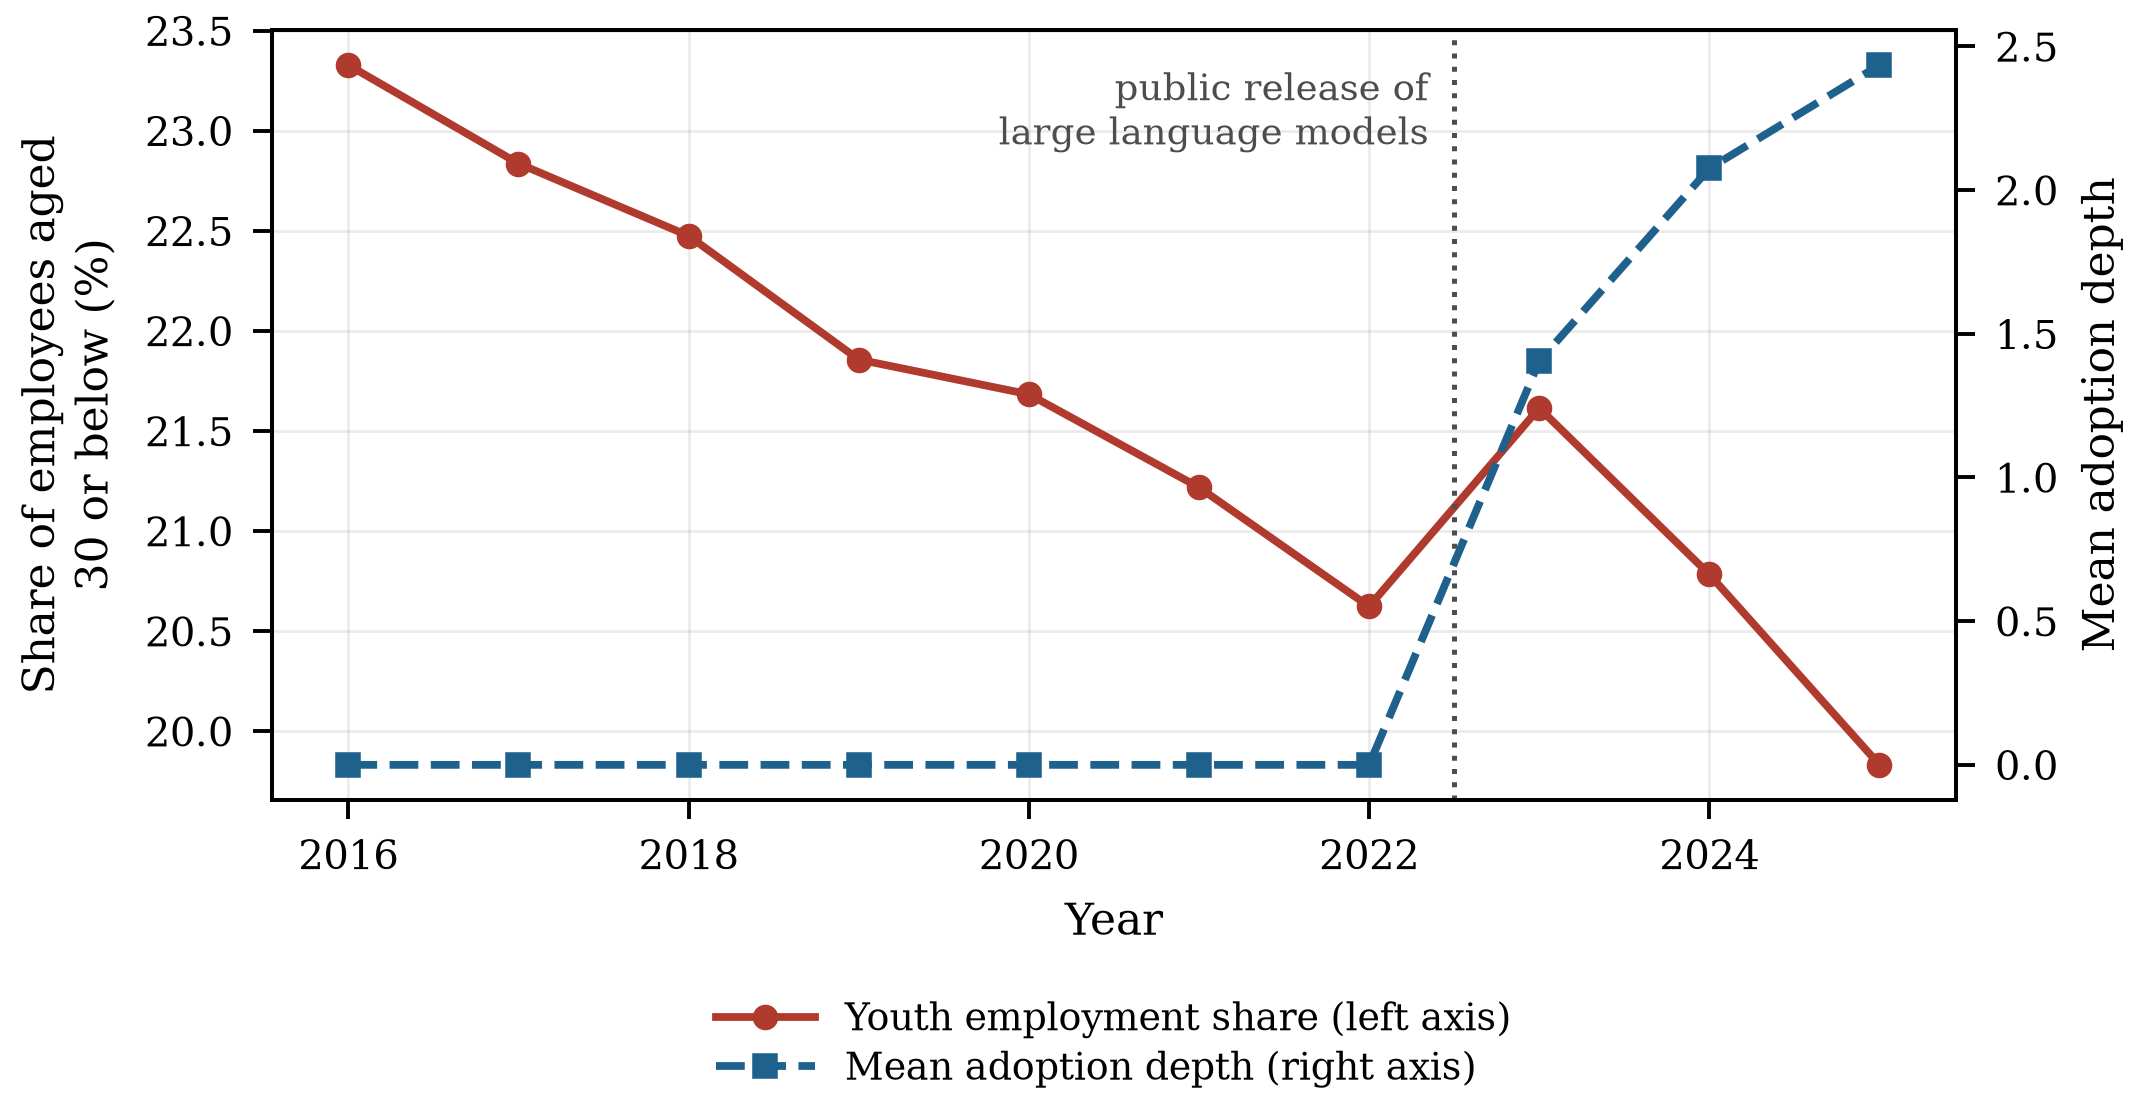 Share of employees aged
30 or below (%)
23.5
23.0
22.5
22.0
21.5
21.0
20.5
20.0
public release of
large language models
2.5
2.0
1.5
1.0
0.5
0.0
Mean adoption depth
2016
2018
2020
2022
2024
Year
Youth employment share (left axis)
Mean adoption depth (right axis)